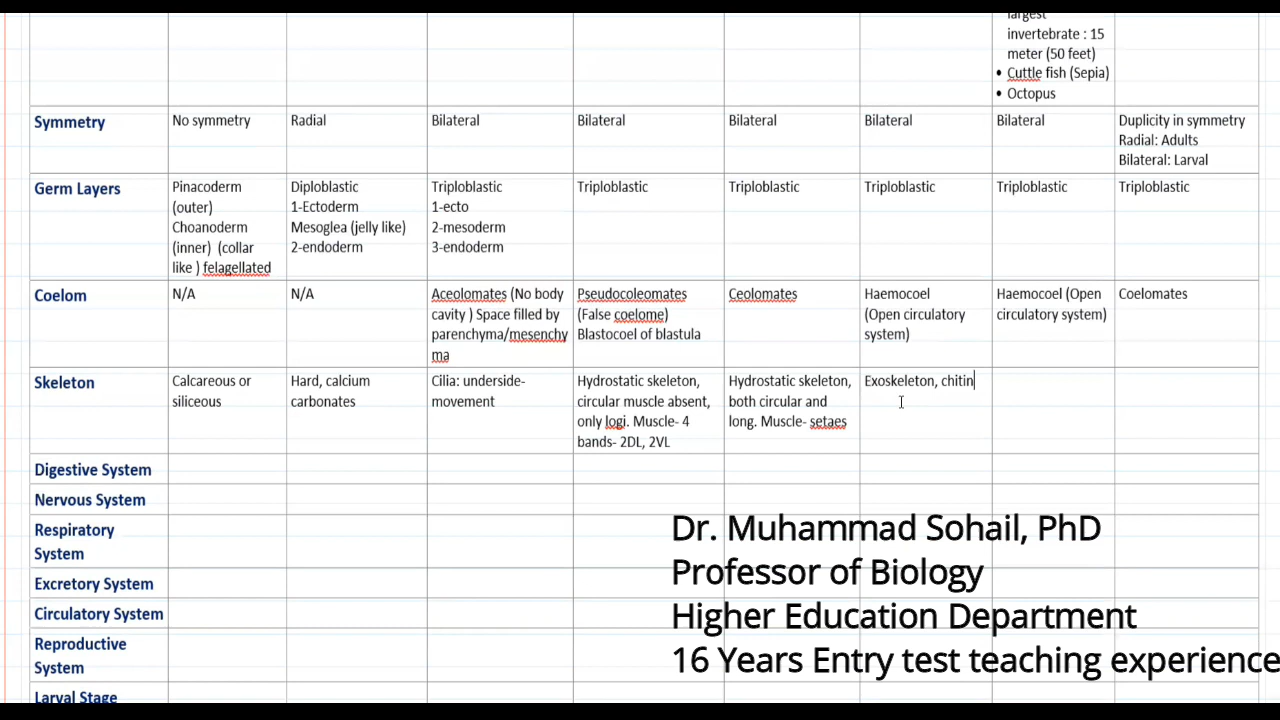 largest
invertebrate : 15
meter (50 feet)
• Cuttle fish (Sepia)
• Octopus
Symmetry
No symmetry
Radial
Bilateral
Bilateral
Bilateral
Bilateral
Bilateral
Duplicity in symmetry
Radial: Adults
Bilateral: Larval
Germ Layers
Pinacoderm
(outer)
Choanoderm
(inner) (collar
like ) felagellated
Diploblastic
1-Ectoderm
Mesoglea (jelly like)
2-endoderm
Triploblastic
1-ecto
2-mesoderm
3-endoderm
Triploblastic
Triploblastic
Triploblastic
Triploblastic
Triploblastic
Coelom
N/A
N/A
Aceolomates (No body
cavity ) Space filled by
parenchyma/mesenchy
ma
Pseudocoleomates
(False coelome)
Blastocoel of blastula
Ceolomates
Haemocoel
(Open circulatory
system)
Haemocoel (Open
circulatory system)
Coelomates
Skeleton
Calcareous or
siliceous
Hard, calcium
carbonates
Cilia: underside-
movement
Hydrostatic skeleton,
circular muscle absent,
only logi. Muscle- 4
bands- 2DL, 2VL
Hydrostatic skeleton,
both circular and
long. Muscle- setaes
Exoskeleton, chitin
Digestive System
Nervous System
Respiratory
System
Excretory System
Circulatory System
Reproductive
System
Larval Stage
Dr. Muhammad Sohail, PhD
Professor of Biology
Higher Education Department
16 Years Entry test teaching experience